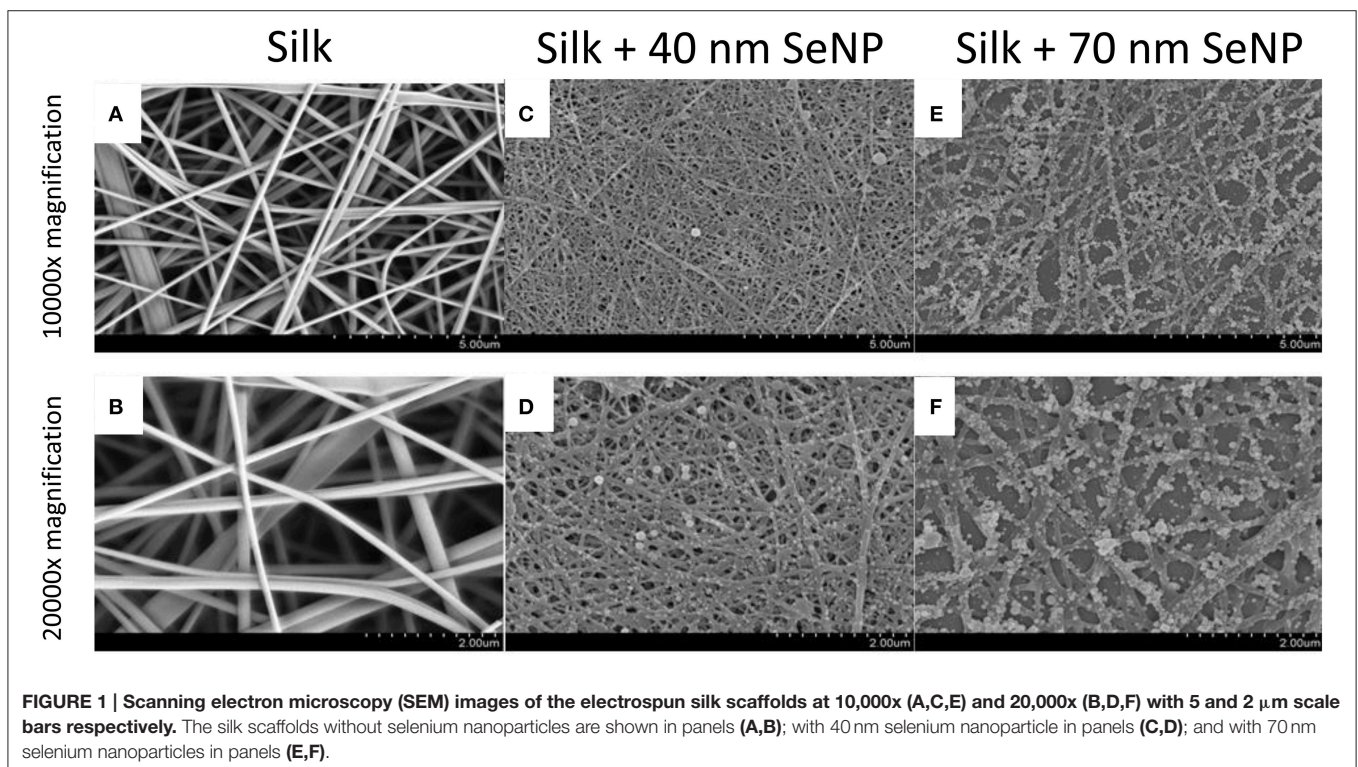 Silk
Silk + 40 nm SeNP
Silk + 70 nm SeNP
10000x magnification
A
C
E
5.00um
5.00um
5.00um
20000x magnification
B
D
F
2.00um
2.00um
2.00um
FIGURE 1 | Scanning electron microscopy (SEM) images of the electrospun silk scaffolds at 10,000x (A,C,E) and 20,000x (B,D,F) with 5 and 2 μm scale
bars respectively. The silk scaffolds without selenium nanoparticles are shown in panels (A,B); with 40 nm selenium nanoparticle in panels (C,D); and with 70 nm
selenium nanoparticles in panels (E,F).